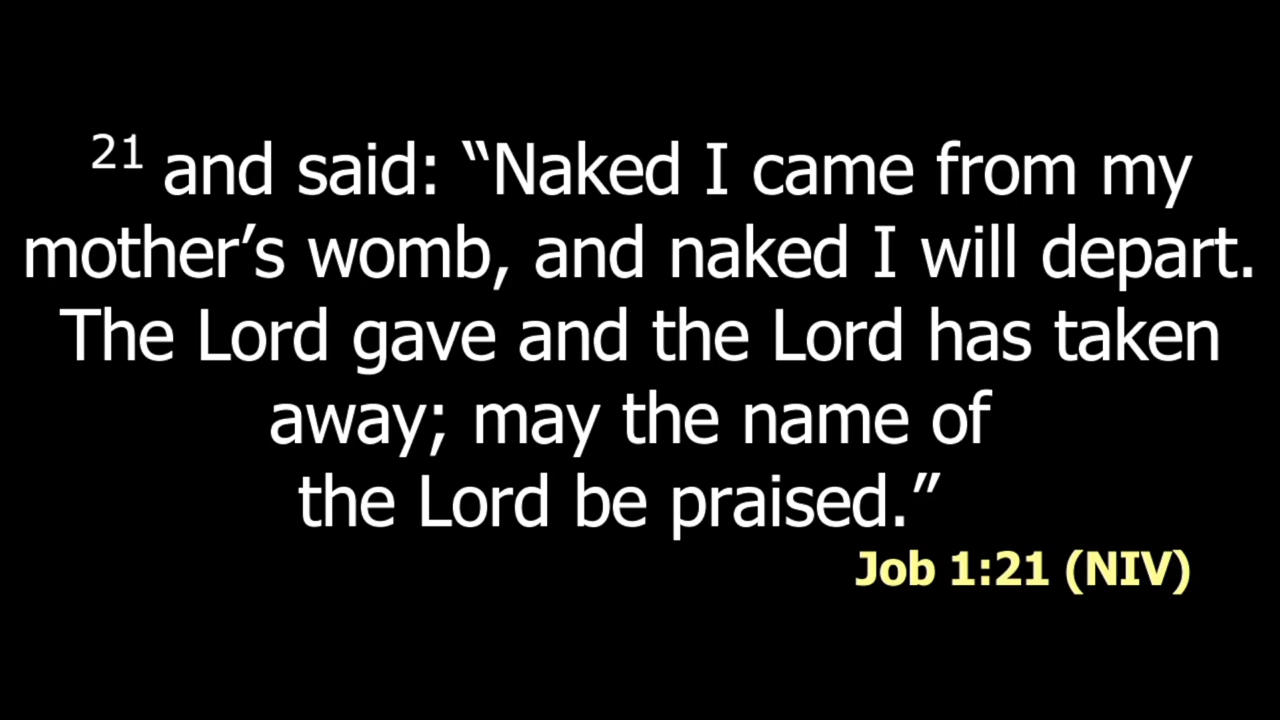 21 and said: “Naked I came from my
mother’s womb, and naked I will depart.
The Lord gave and the Lord has taken
away; may the name of
the Lord be praised.”
Job 1:21 (NIV)